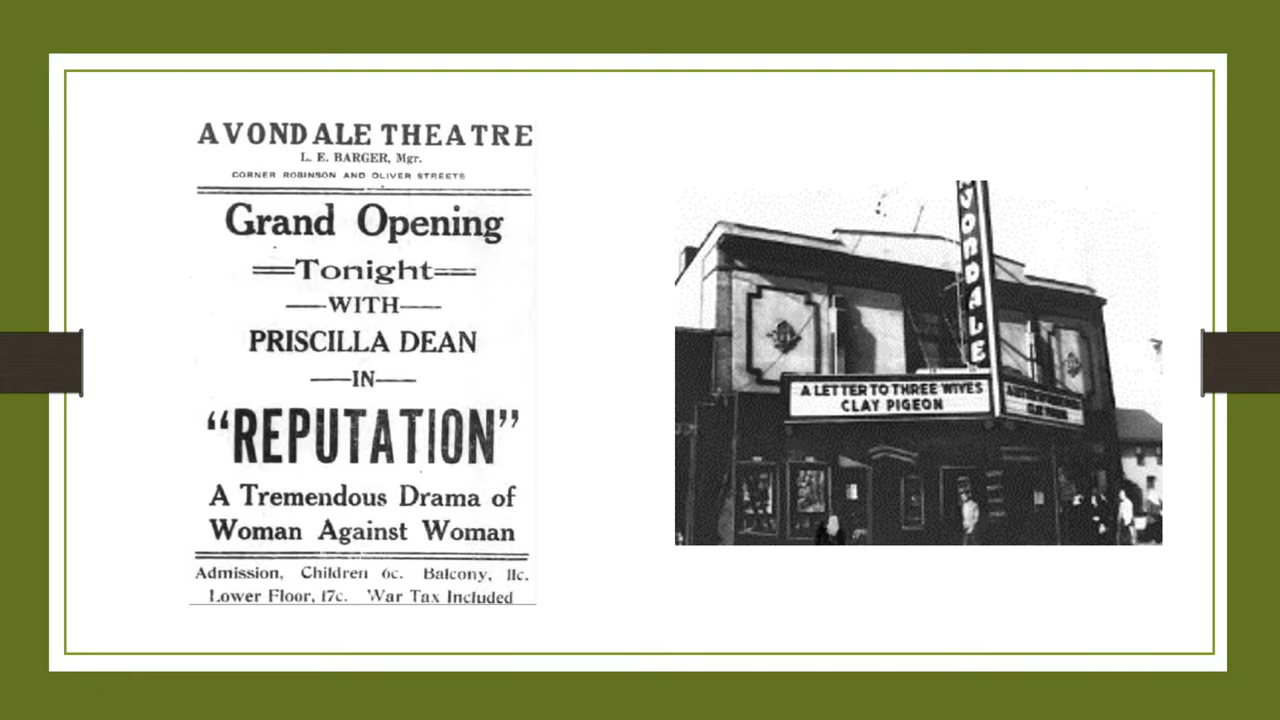 AVONDALE THEATRE
L. E. BARGER, Mgr.
CORNER ROBINSON AND OLIVER STREETS
Grand Opening
Tonight
WITH
PRISCILLA DEAN
IN
“REPUTATION”
A Tremendous Drama of
Woman Against Woman
Admission, Children 6c. Balcony, 11c.
Lower Floor, 17c. War Tax Included
VONDALE
A LETTER TO THREE WIVES
CLAY PIGEON